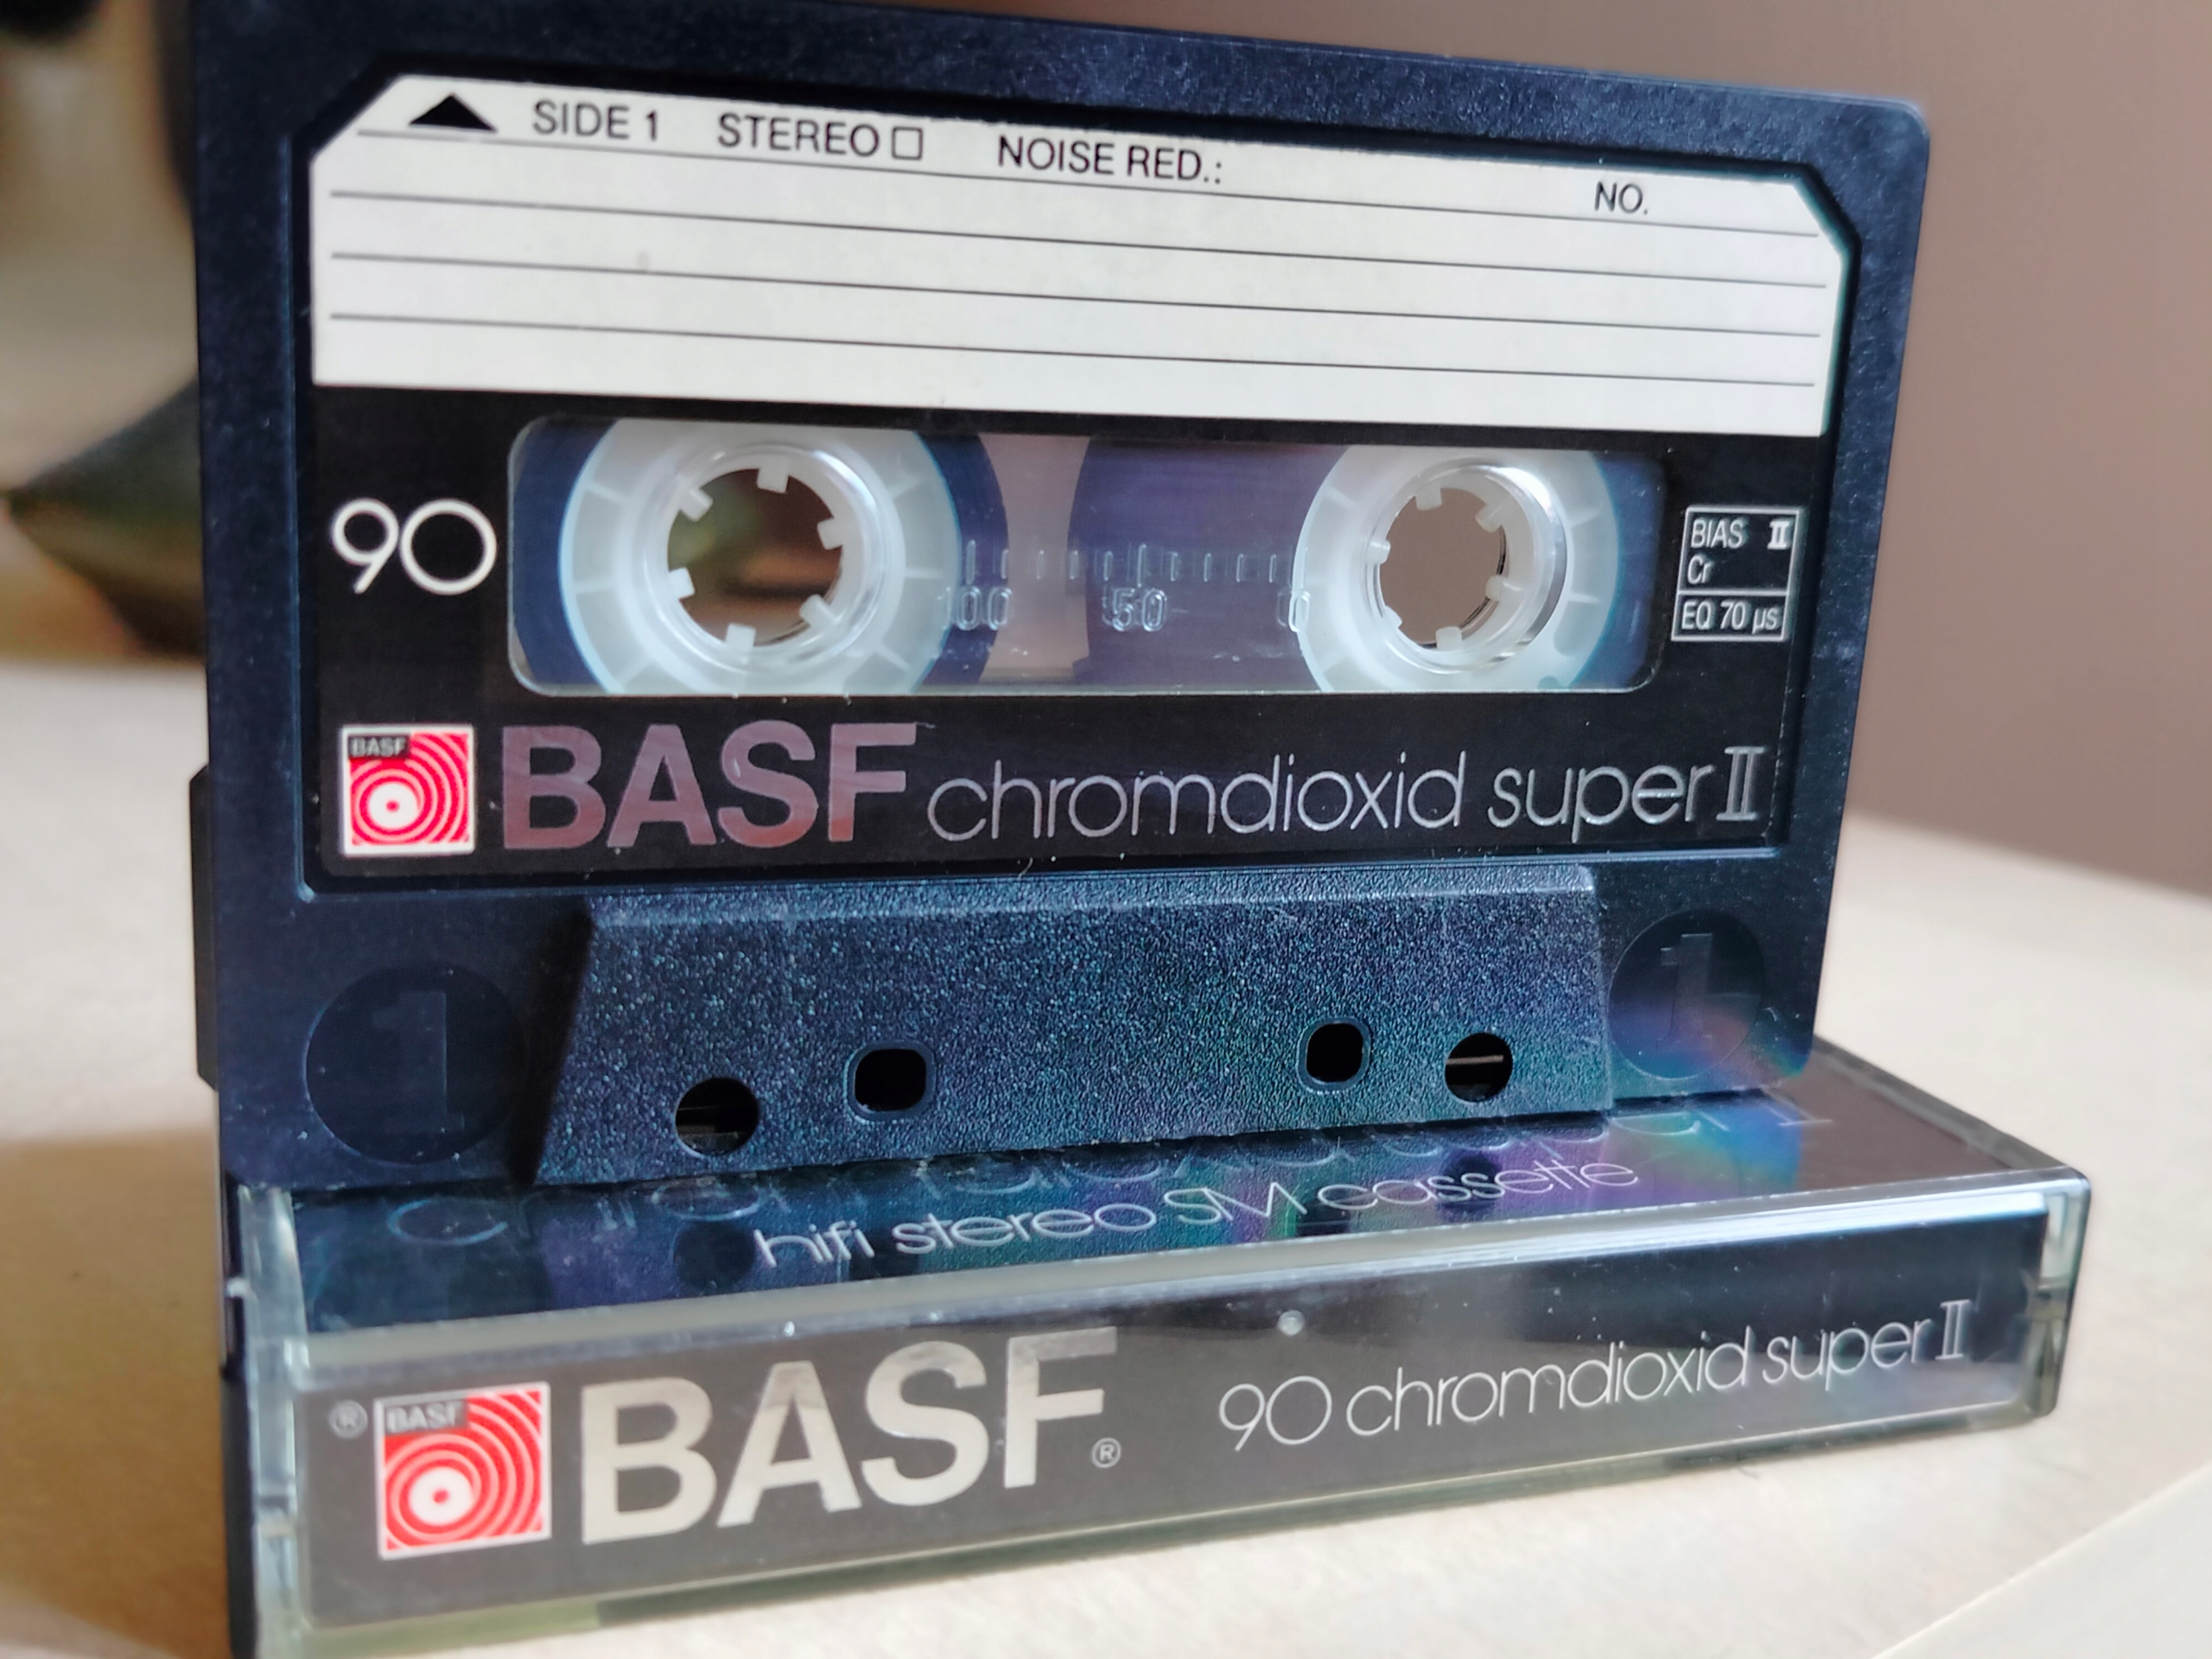 SIDE 1 STEREO NOISE RED.: NO.
90
100 50 0
BIAS II
Cr
EQ 70 µs
BASF
BASF chromdioxid super II
1 1
hifi stereo SM cassette
® BASF
BASF® 90 chromdioxid super II